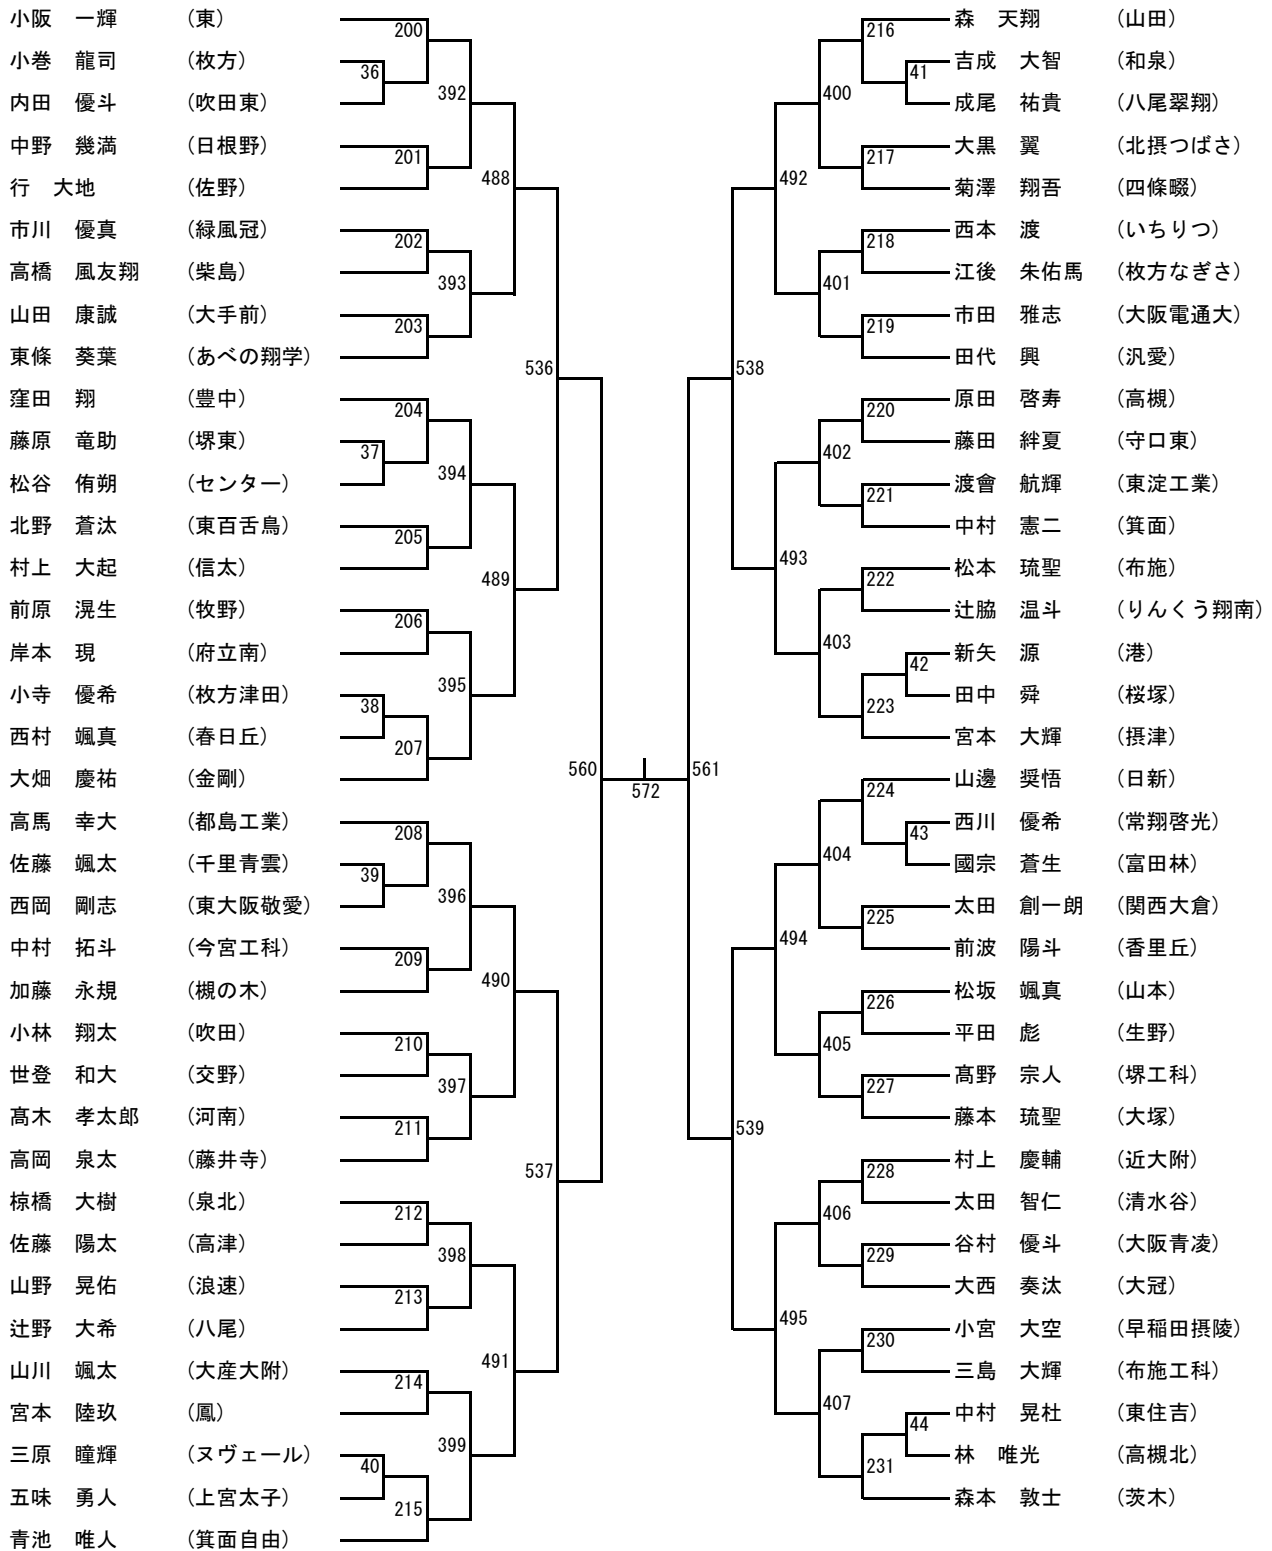 小阪　一輝　（東）
小巻　龍司　（枚方）
内田　優斗　（吹田東）
中野　幾満　（日根野）
行　大地　（佐野）
市川　優真　（緑風冠）
高橋　風友翔　（柴島）
山田　康誠　（大手前）
東條　葵葉　（あべの翔学）
窪田　翔　（豊中）
藤原　竜助　（堺東）
松谷　侑朔　（センター）
北野　蒼汰　（東百舌鳥）
村上　大起　（信太）
前原　滉生　（牧野）
岸本　現　（府立南）
小寺　優希　（枚方津田）
西村　颯真　（春日丘）
大畑　慶祐　（金剛）
高馬　幸大　（都島工業）
佐藤　颯太　（千里青雲）
西岡　剛志　（東大阪敬愛）
中村　拓斗　（今宮工科）
加藤　永規　（槻の木）
小林　翔太　（吹田）
世登　和大　（交野）
髙木　孝太郎　（河南）
高岡　泉太　（藤井寺）
椋橋　大樹　（泉北）
佐藤　陽太　（高津）
山野　晃佑　（浪速）
辻野　大希　（八尾）
山川　颯太　（大産大附）
宮本　陸玖　（鳳）
三原　瞳輝　（ヌヴェール）
五味　勇人　（上宮太子）
青池　唯人　（箕面自由）
36
37
38
39
40
200
201
202
203
204
205
206
207
208
209
210
211
212
213
214
215
392
393
394
395
396
397
398
399
488
489
490
491
536
537
560
572
561
538
539
492
493
494
495
400
401
402
403
404
405
406
407
216
217
218
219
220
221
222
223
224
225
226
227
228
229
230
231
41
42
43
44
森　天翔　（山田）
吉成　大智　（和泉）
成尾　祐貴　（八尾翠翔）
大黒　翼　（北摂つばさ）
菊澤　翔吾　（四條畷）
西本　渡　（いちりつ）
江後　朱佑馬　（枚方なぎさ）
市田　雅志　（大阪電通大）
田代　興　（汎愛）
原田　啓寿　（高槻）
藤田　絆夏　（守口東）
渡會　航輝　（東淀工業）
中村　憲二　（箕面）
松本　琉聖　（布施）
辻脇　温斗　（りんくう翔南）
新矢　源　（港）
田中　舜　（桜塚）
宮本　大輝　（摂津）
山邊　奨悟　（日新）
西川　優希　（常翔啓光）
國宗　蒼生　（富田林）
太田　創一朗　（関西大倉）
前波　陽斗　（香里丘）
松坂　颯真　（山本）
平田　彪　（生野）
髙野　宗人　（堺工科）
藤本　琉聖　（大塚）
村上　慶輔　（近大附）
太田　智仁　（清水谷）
谷村　優斗　（大阪青凌）
大西　奏汰　（大冠）
小宮　大空　（早稲田摂陵）
三島　大輝　（布施工科）
中村　晃杜　（東住吉）
林　唯光　（高槻北）
森本　敦士　（茨木）